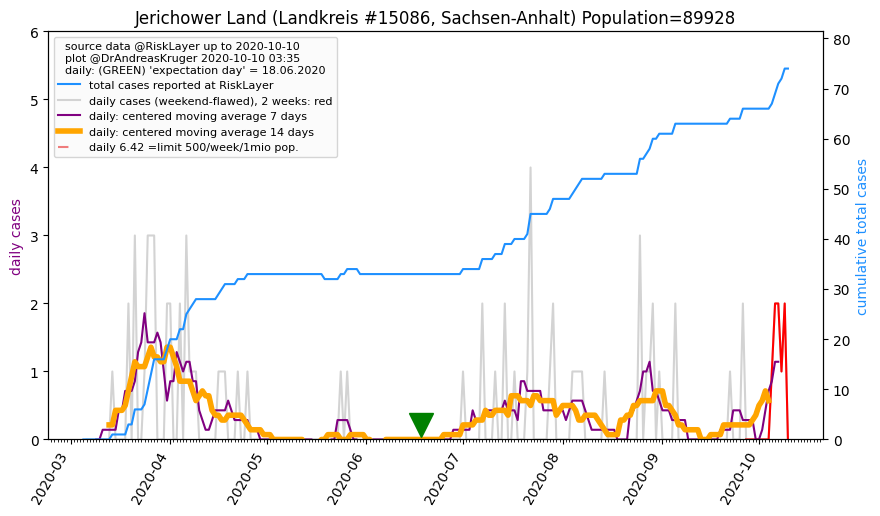 Jerichower Land (Landkreis #15086, Sachsen-Anhalt) Population=89928
source data @RiskLayer up to 2020-10-10
plot @DrAndreasKruger 2020-10-10 03:35
daily: (GREEN) 'expectation day' = 18.06.2020
total cases reported at RiskLayer
daily cases (weekend-flawed), 2 weeks: red
daily: centered moving average 7 days
daily: centered moving average 14 days
daily 6.42 =limit 500/week/1mio pop.
daily cases
6
5
4
3
2
1
0
cumulative total cases
80
70
60
50
40
30
20
10
0
2020-03
2020-04
2020-05
2020-06
2020-07
2020-08
2020-09
2020-10